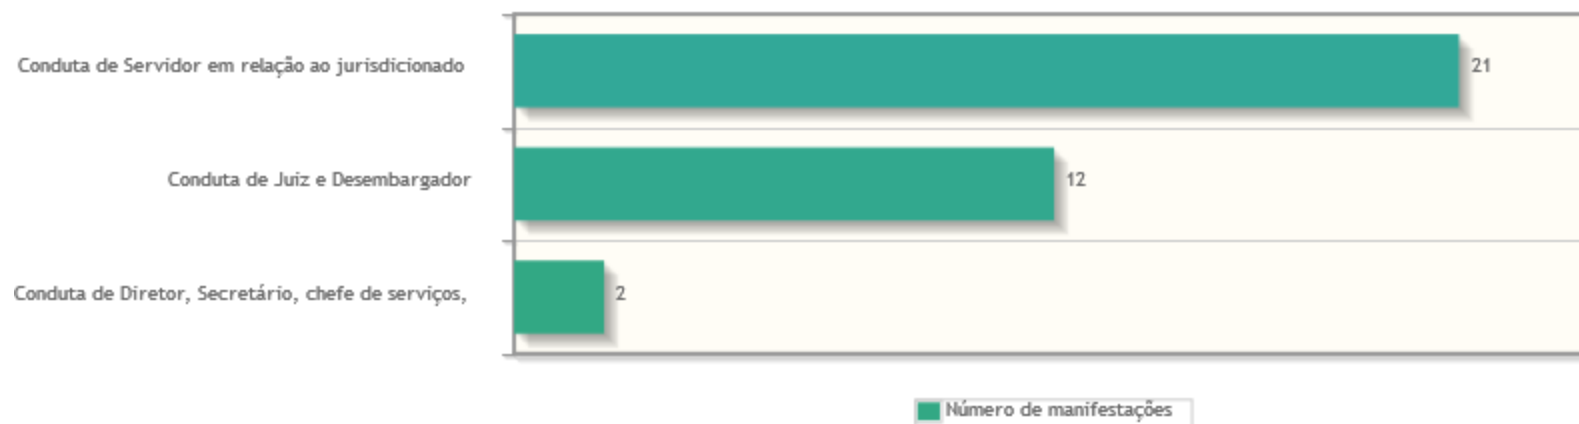 Conduta de Servidor em relação ao jurisdicionado
21
Conduta de Juiz e Desembargador
12
Conduta de Diretor, Secretário, chefe de serviços,
2
Número de manifestações